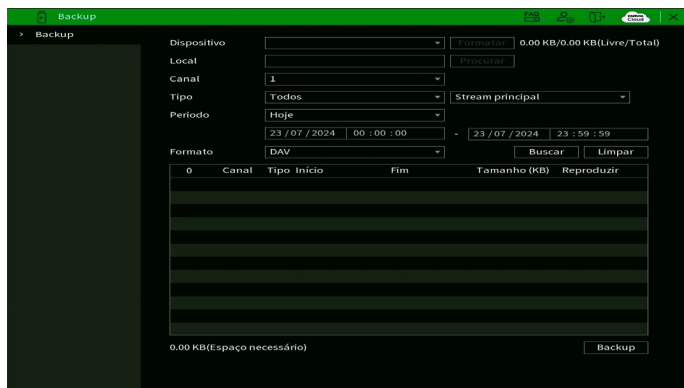 Backup FAQ
> Backup
Dispositivo Formatar 0.00 KB/0.00 KB(Livre/Total)
Local Procurar
Canal 1
Tipo Todos Stream principal
Período Hoje
23 / 07 / 2024 00 : 00 : 00 - 23 / 07 / 2024 23 : 59 : 59
Formato DAV Buscar Limpar
0 Canal Tipo Início Fim Tamanho (KB) Reproduzir
0.00 KB(Espaço necessário) Backup